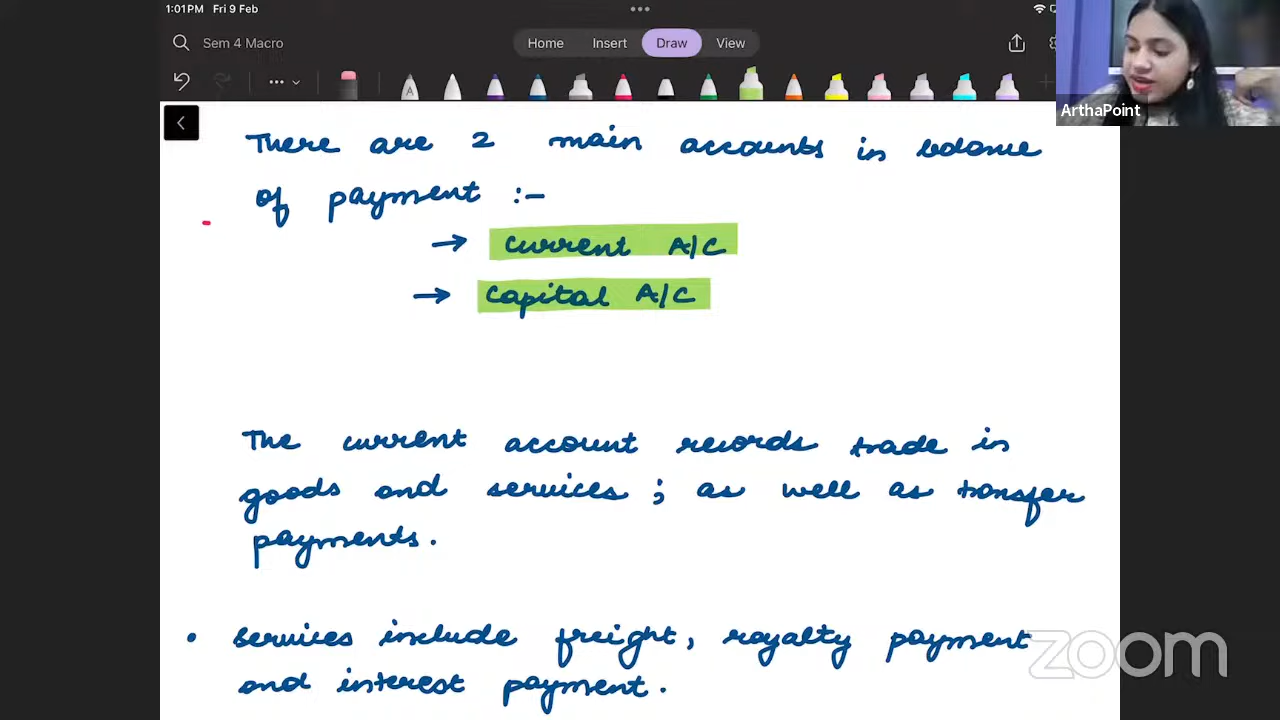 1:01PM Fri 9 Feb
Sem 4 Macro
Home Insert Draw View
ArthaPoint
There are 2 main accounts in balance
of payment :-
→ Current A/C
→ Capital A/C
The current account records trade in
goods and services ; as well as transfer
payments.
• Services include freight, royalty payment
and interest payment.
zoom